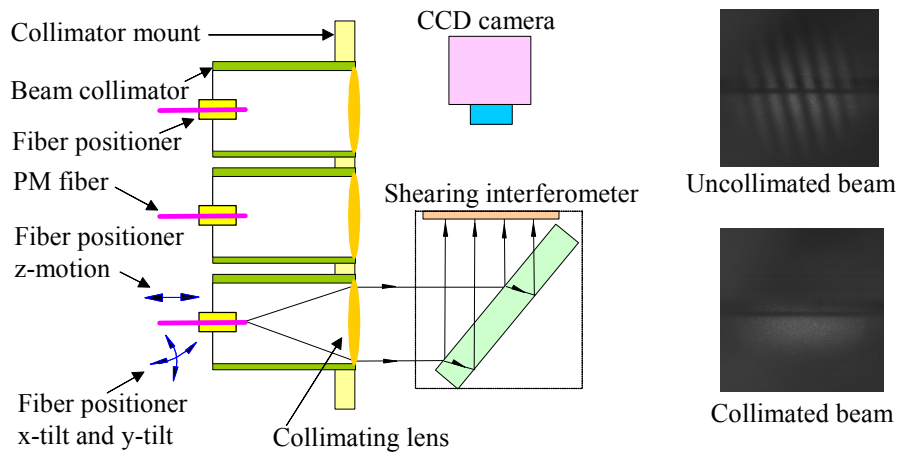 Collimator mount
Beam collimator
Fiber positioner
PM fiber
Fiber positioner
z-motion
Fiber positioner
x-tilt and y-tilt
Collimating lens
CCD camera
Shearing interferometer
Uncollimated beam
Collimated beam